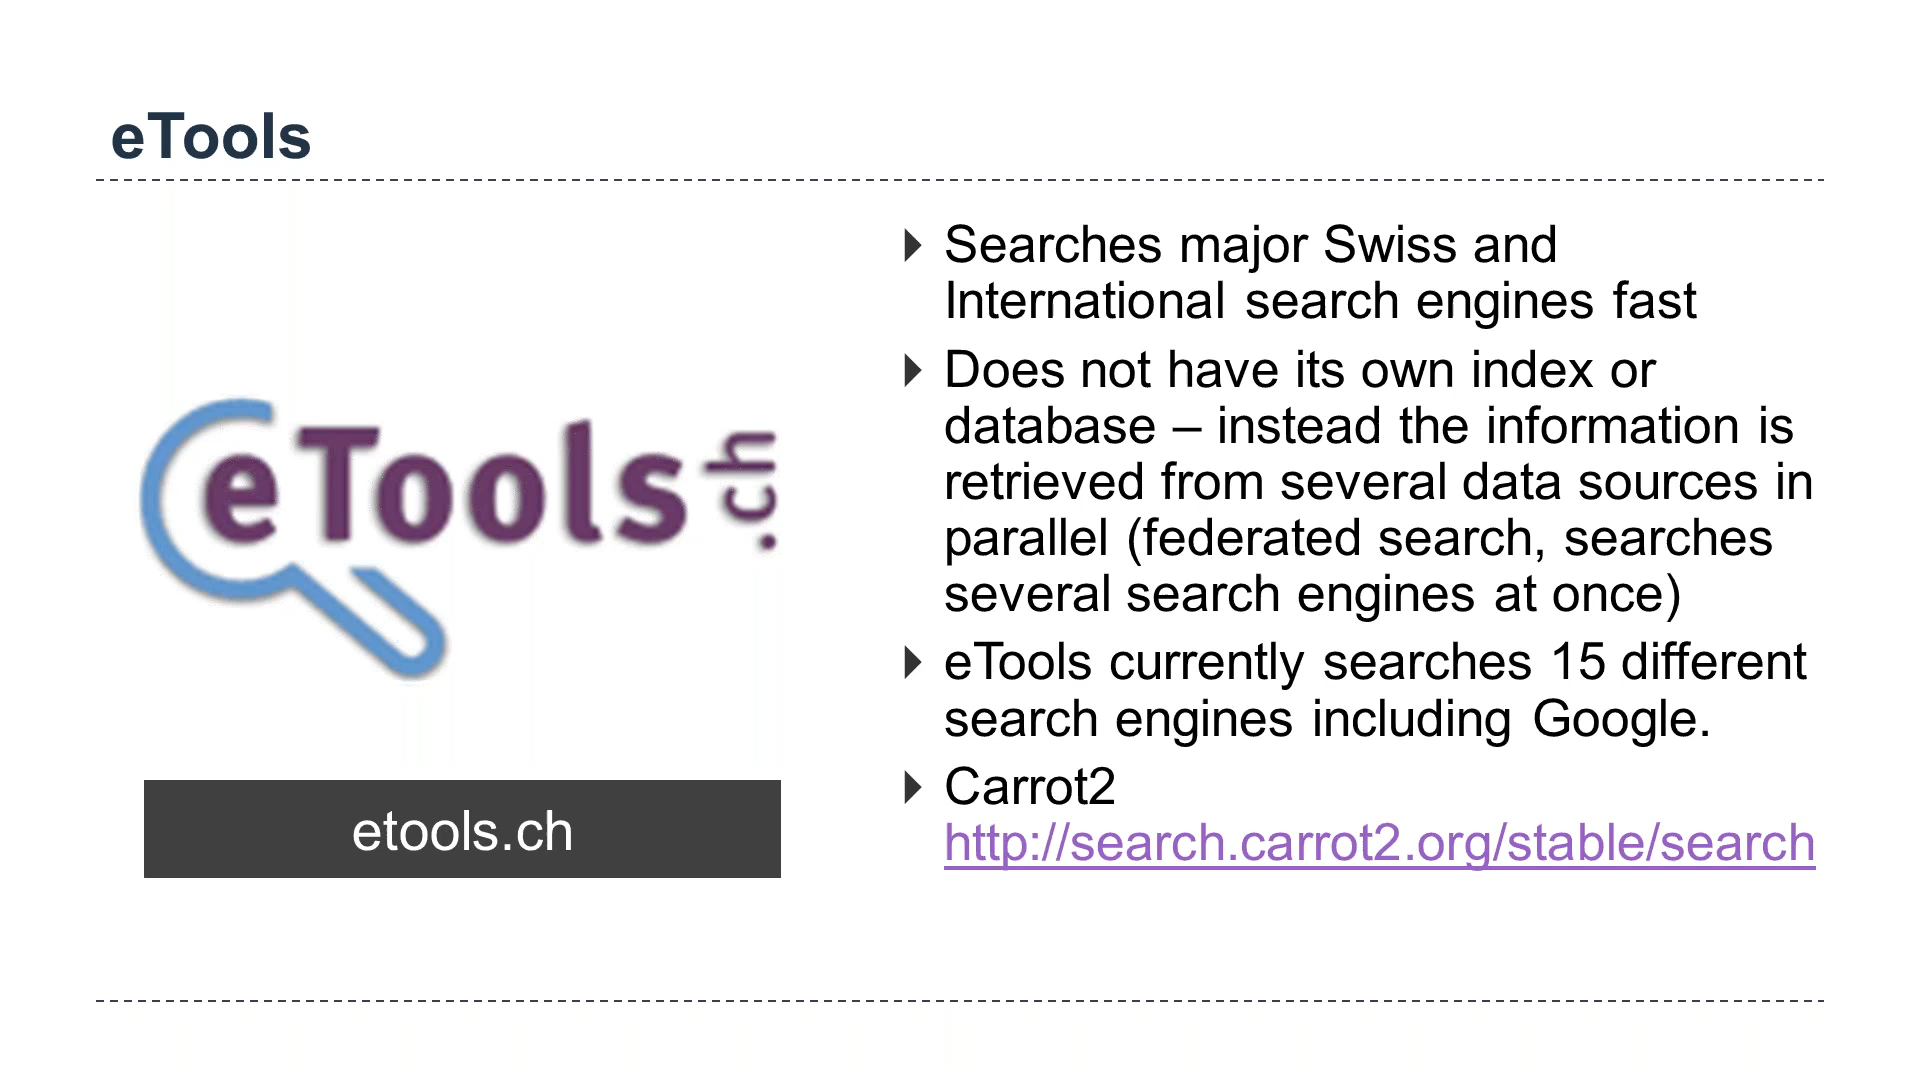 eTools
eTools.ch
etools.ch
Searches major Swiss and
International search engines fast
Does not have its own index or
database – instead the information is
retrieved from several data sources in
parallel (federated search, searches
several search engines at once)
eTools currently searches 15 different
search engines including Google.
Carrot2
http://search.carrot2.org/stable/search